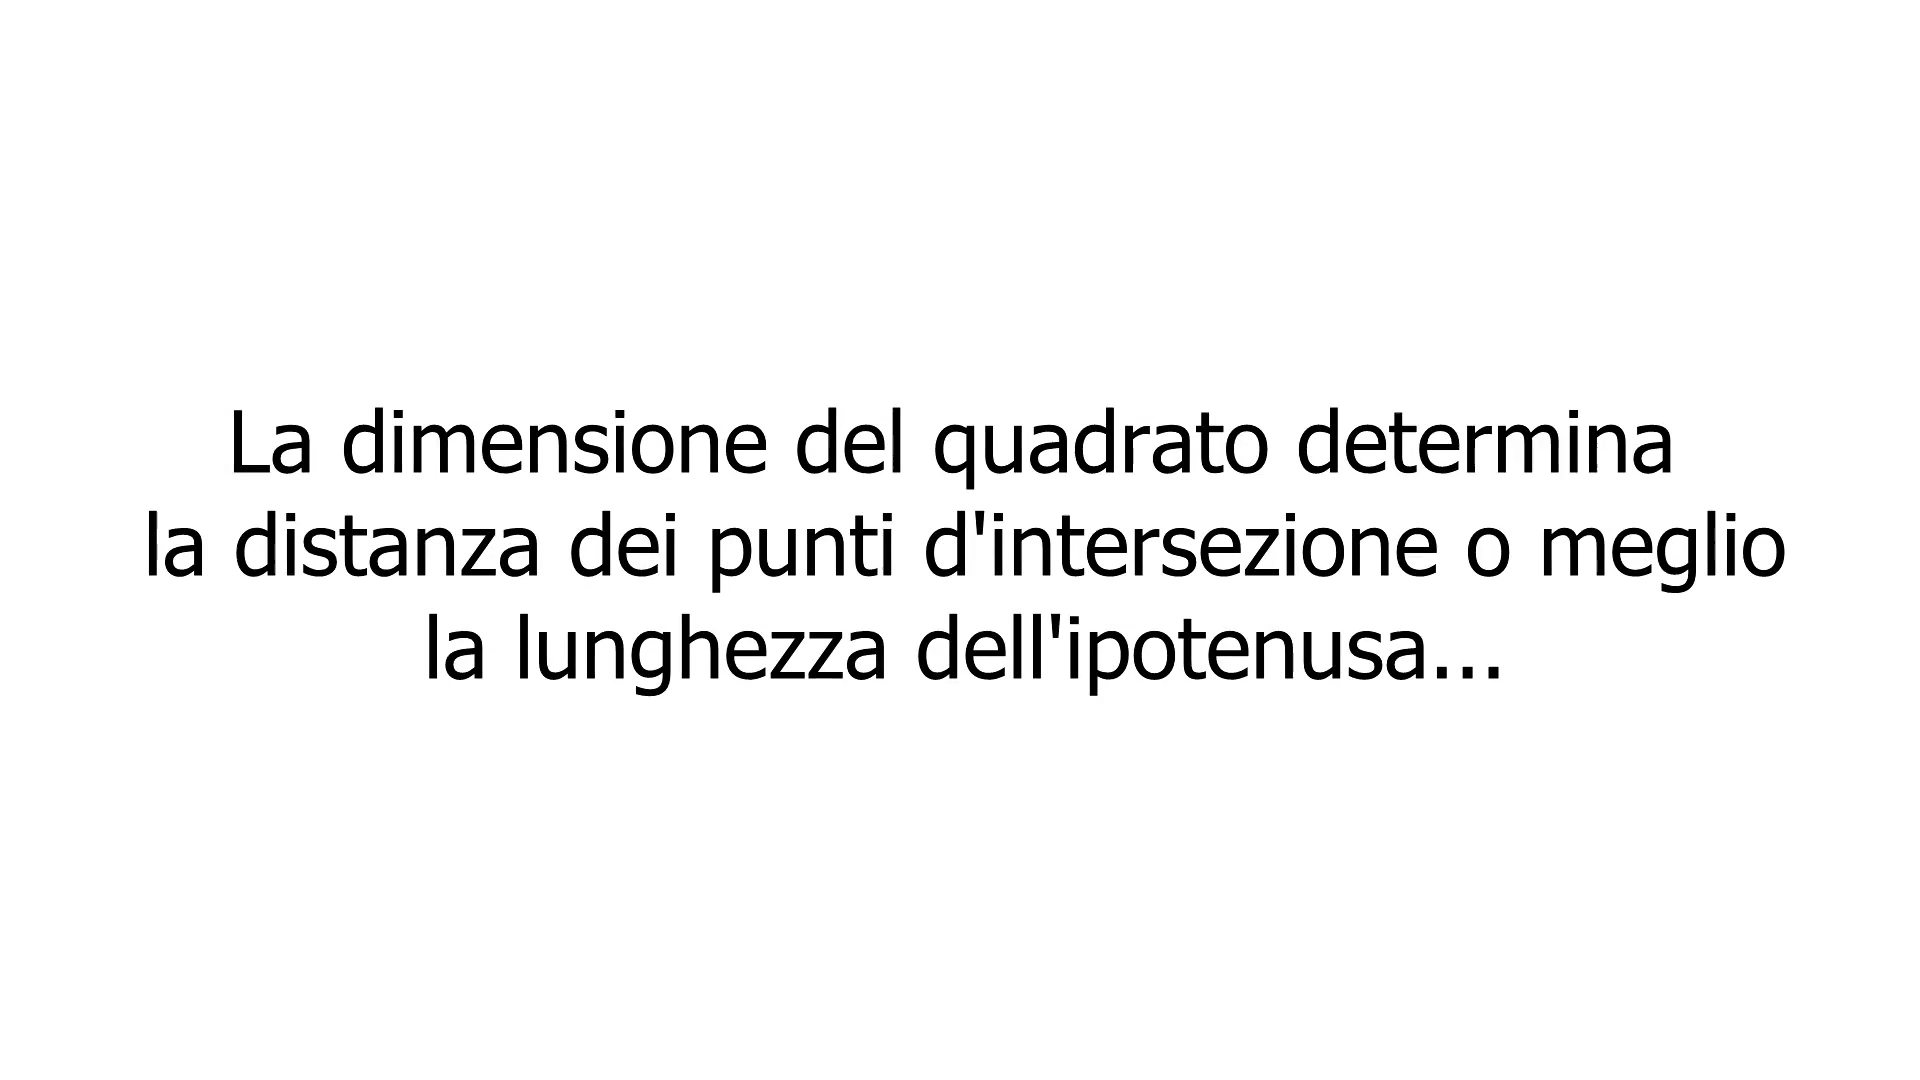 La dimensione del quadrato determina
la distanza dei punti d'intersezione o meglio
la lunghezza dell'ipotenusa...